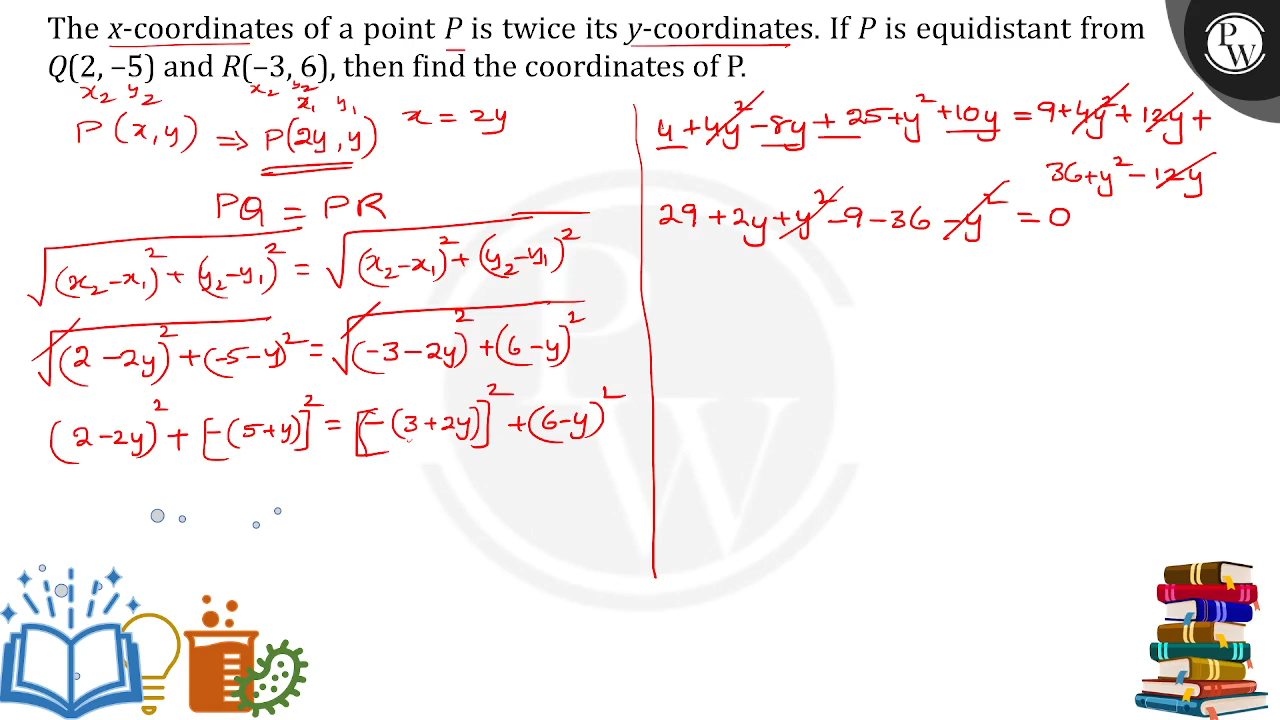 The x-coordinates of a point P is twice its y-coordinates. If P is equidistant from
Q(2, –5) and R(–3, 6), then find the coordinates of P.
x₂ y₂ x₂ y₂
x₁ y₁
P (x, y) ⇒ P(2y, y) x = 2y
PQ = PR
√(x₂–x₁)² + (y₂–y₁)² = √(x₂–x₁)² + (y₂–y₁)²
√(2–2y)² + (–5–y)² = √(–3–2y)² + (6–y)²
(2–2y)² + [–(5+y)]² = [–(3+2y)]² + (6–y)²
4 + 4y² – 8y + 25 + y² + 10y = 9 + 4y² + 12y +
36 + y² – 12y
29 + 2y + y² – 9 – 36 – y² = 0
PW
PW